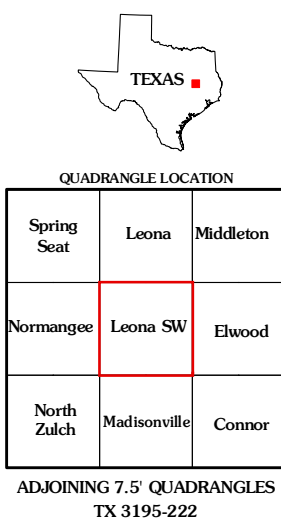 TEXAS
QUADRANGLE LOCATION
Spring
Seat
Leona
Middleton
Normangee
Leona SW
Elwood
North
Zulch
Madisonville
Connor
ADJOINING 7.5' QUADRANGLES
TX 3195-222